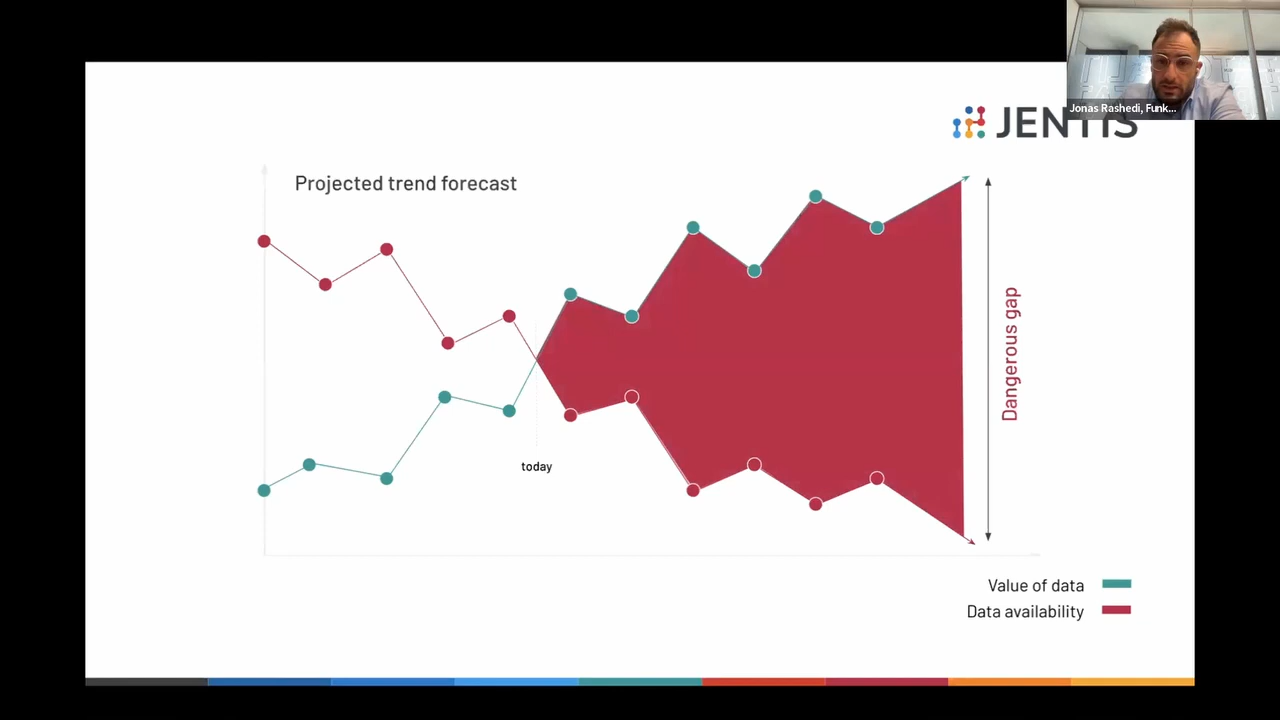 Jonas Rashedi, Funk...
JENTIS
Projected trend forecast
Dangerous gap
today
Value of data
Data availability